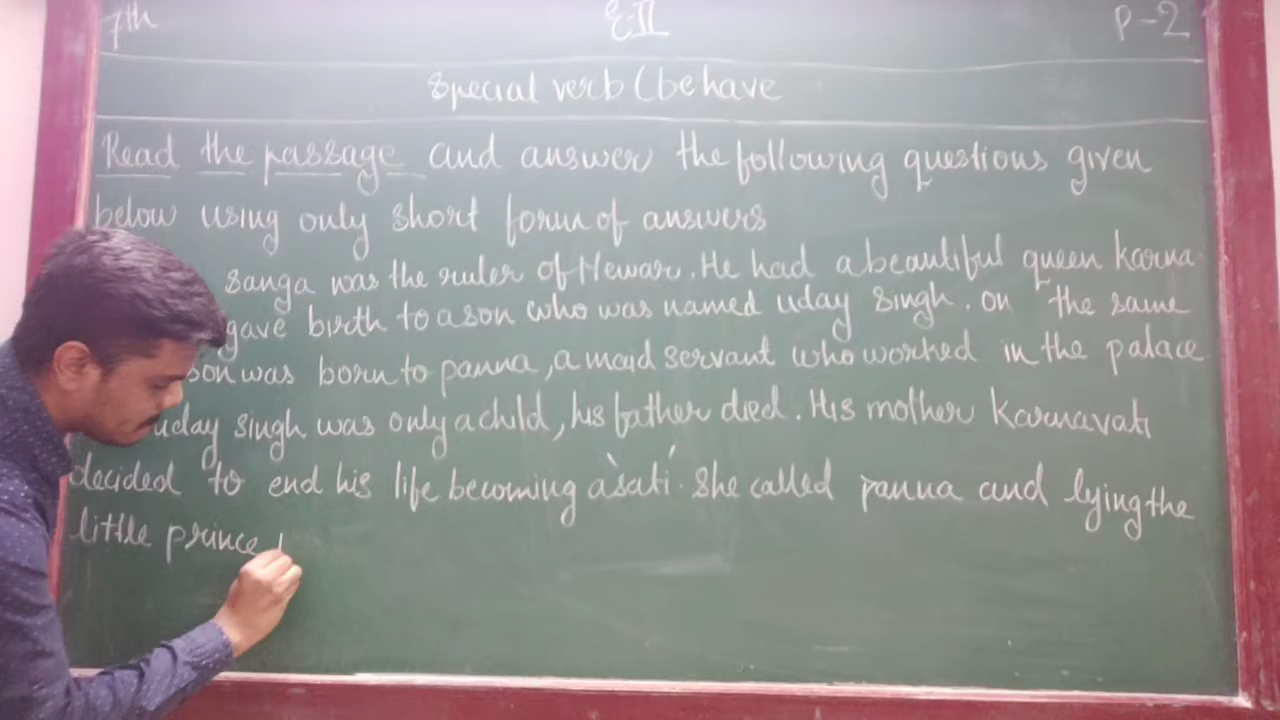 7th E-II P-2
Special verb (be have
Read the passage and answer the following questions given
below using only short form of answers
sanga was the ruler of Mewar. He had a beautiful queen karna
gave birth to a son who was named uday singh. on the same
son was born to panna, a maid servant who worked in the palace
uday singh was only a child, his father died. His mother Karnavati
decided to end his life becoming a 'sati'. She called panna and lying the
little prince